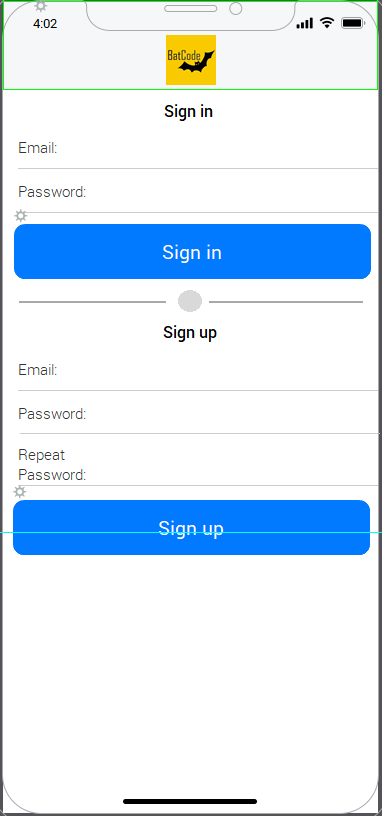 4:02
BatCode
Sign in
Email:
Password:
Sign in
Sign up
Email:
Password:
Repeat
Password:
Sign up